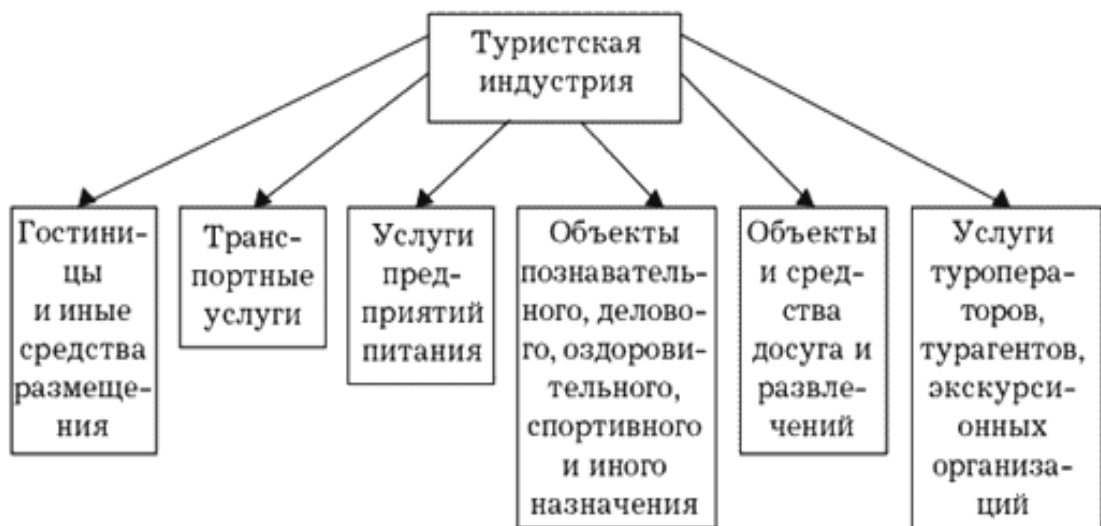 Туристская
индустрия
Гостини-
цы
и иные
средства
размеще-
ния
Транс-
портные
услуги
Услуги
пред-
приятий
питания
Объекты
познаватель-
ного, делово-
го, оздорови-
тельного,
спортивного
и иного
назначения
Объекты
и сред-
ства
досуга и
развле-
чений
Услуги
туропера-
торов,
турагентов,
экскурси-
онных
организа-
ций